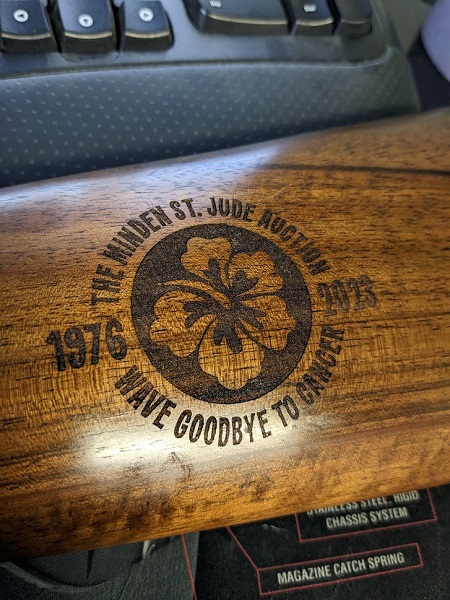 THE MINDEN ST. JUDE AUCTION
1976
2023
WAVE GOODBYE TO CANCER
STAINLESS STEEL, RIGID
CHASSIS SYSTEM
MAGAZINE CATCH SPRING